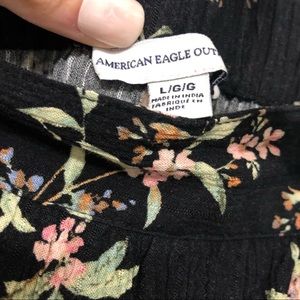 AMERICAN EAGLE OUT
L/G/G
MADE IN INDIA
FABRIQUÉ EN
INDE